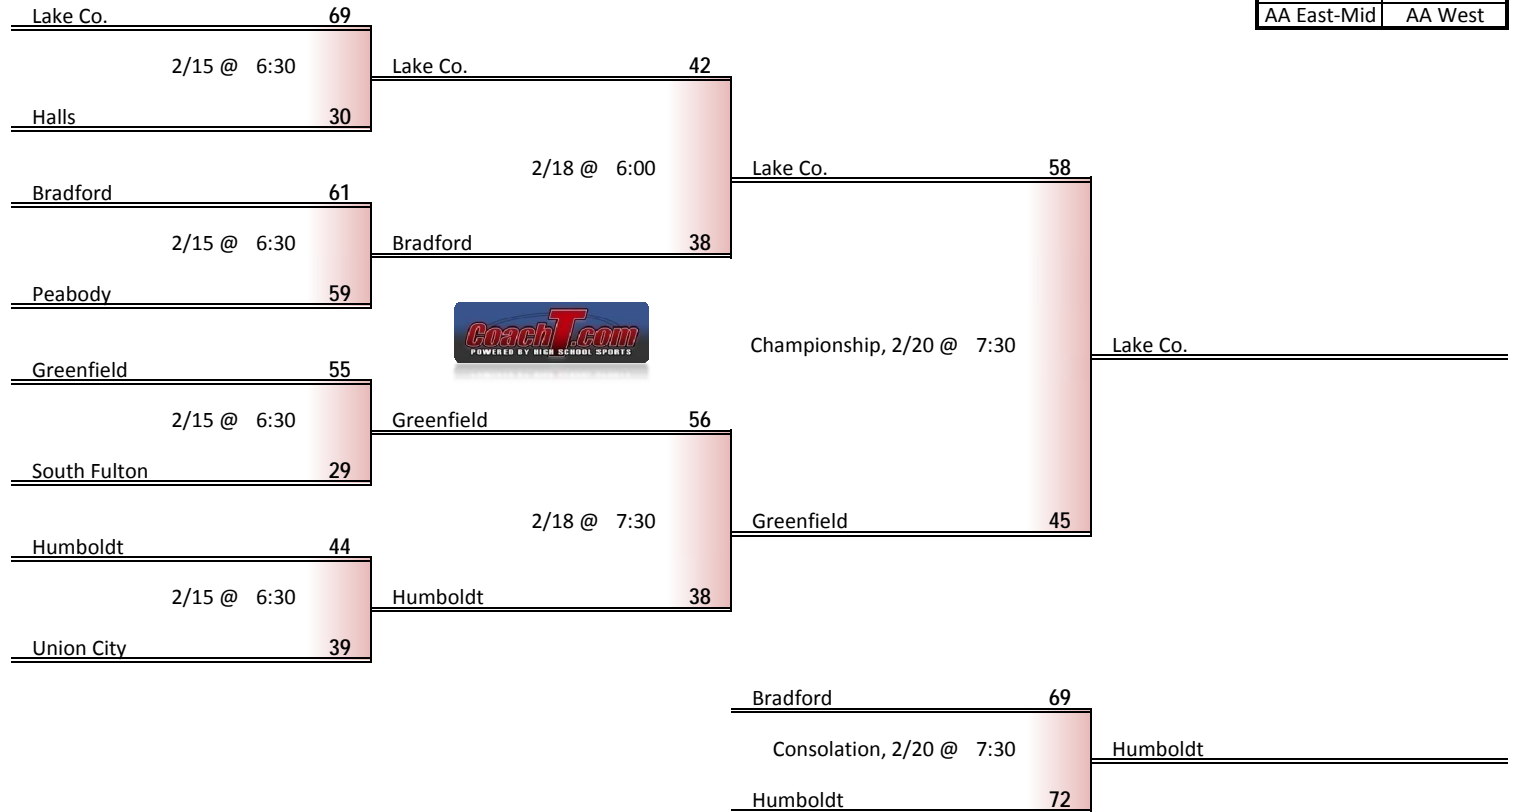 Lake Co. 69
AA East-Mid AA West
2/15 @ 6:30
Lake Co. 42
Halls 30
2/18 @ 6:00
Lake Co. 58
Bradford 61
2/15 @ 6:30
Bradford 38
Peabody 59
CoachT.com
POWERED BY HIGH SCHOOL SPORTS
Championship, 2/20 @ 7:30
Lake Co.
Greenfield 55
2/15 @ 6:30
Greenfield 56
South Fulton 29
2/18 @ 7:30
Greenfield 45
Humboldt 44
2/15 @ 6:30
Humboldt 38
Union City 39
Bradford 69
Consolation, 2/20 @ 7:30
Humboldt
Humboldt 72